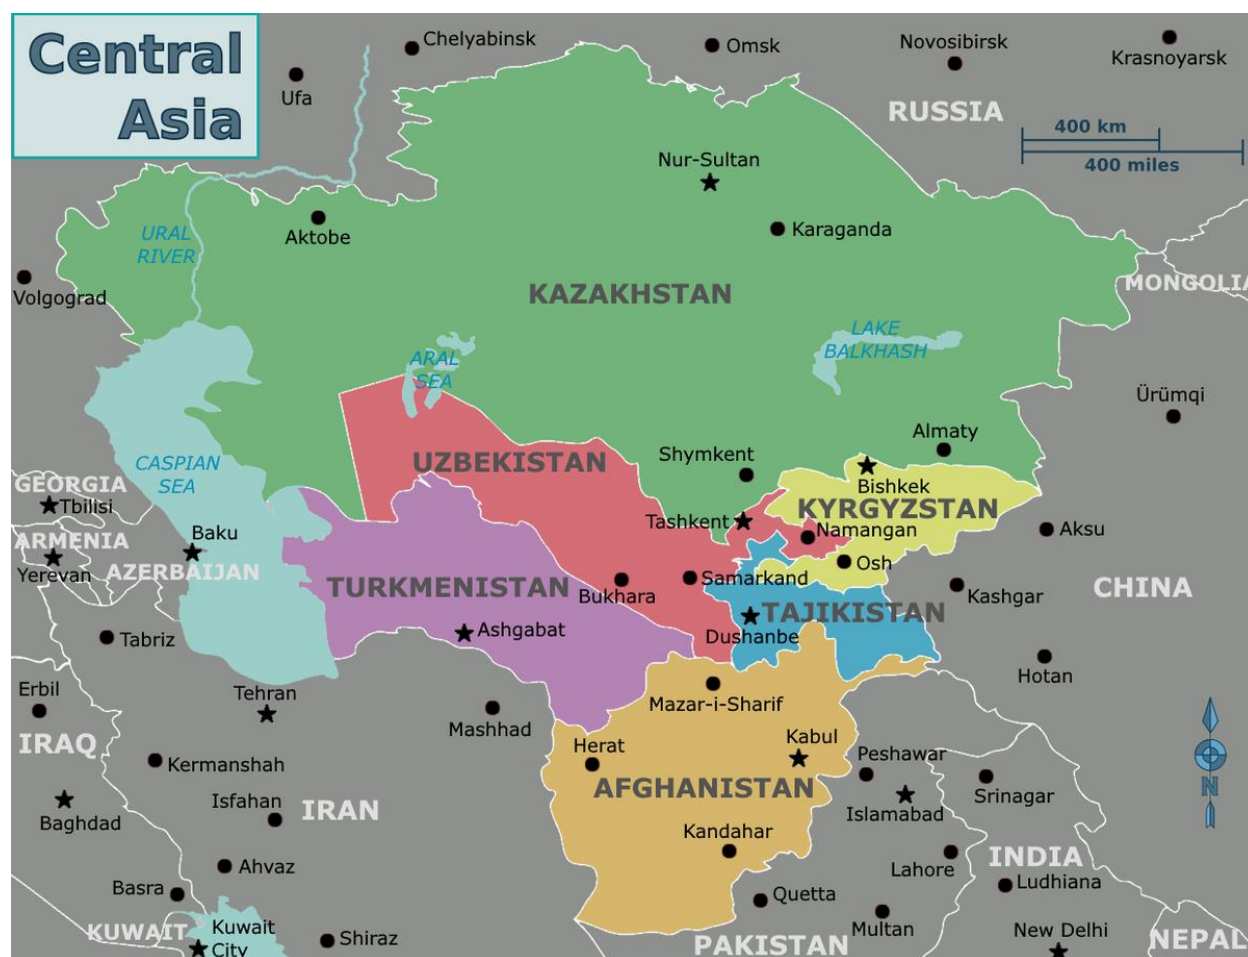 Central
Asia
Chelyabinsk
Omsk
Novosibirsk
Krasnoyarsk
Ufa
RUSSIA
400 km
400 miles
Nur-Sultan
URAL
RIVER
Aktobe
Karaganda
Volgograd
KAZAKHSTAN
MONGOLIA
ARAL
SEA
LAKE
BALKHASH
Ürümqi
Almaty
CASPIAN
SEA
UZBEKISTAN
Shymkent
Bishkek
GEORGIA
Tbilisi
KYRGYZSTAN
Tashkent
Namangan
Aksu
Baku
ARMENIA
Yerevan
AZERBAIJAN
Osh
TURKMENISTAN
Bukhara
Samarkand
Kashgar
CHINA
TAJIKISTAN
Dushanbe
Ashgabat
Tabriz
Hotan
Erbil
Tehran
Mashhad
Mazar-i-Sharif
IRAQ
Kermanshah
Herat
Kabul
Peshawar
N
AFGHANISTAN
Srinagar
Baghdad
Isfahan
IRAN
Islamabad
Kandahar
Lahore
INDIA
Ahvaz
Basra
Quetta
Ludhiana
KUWAIT
Kuwait
City
Shiraz
PAKISTAN
Multan
New Delhi
NEPAL